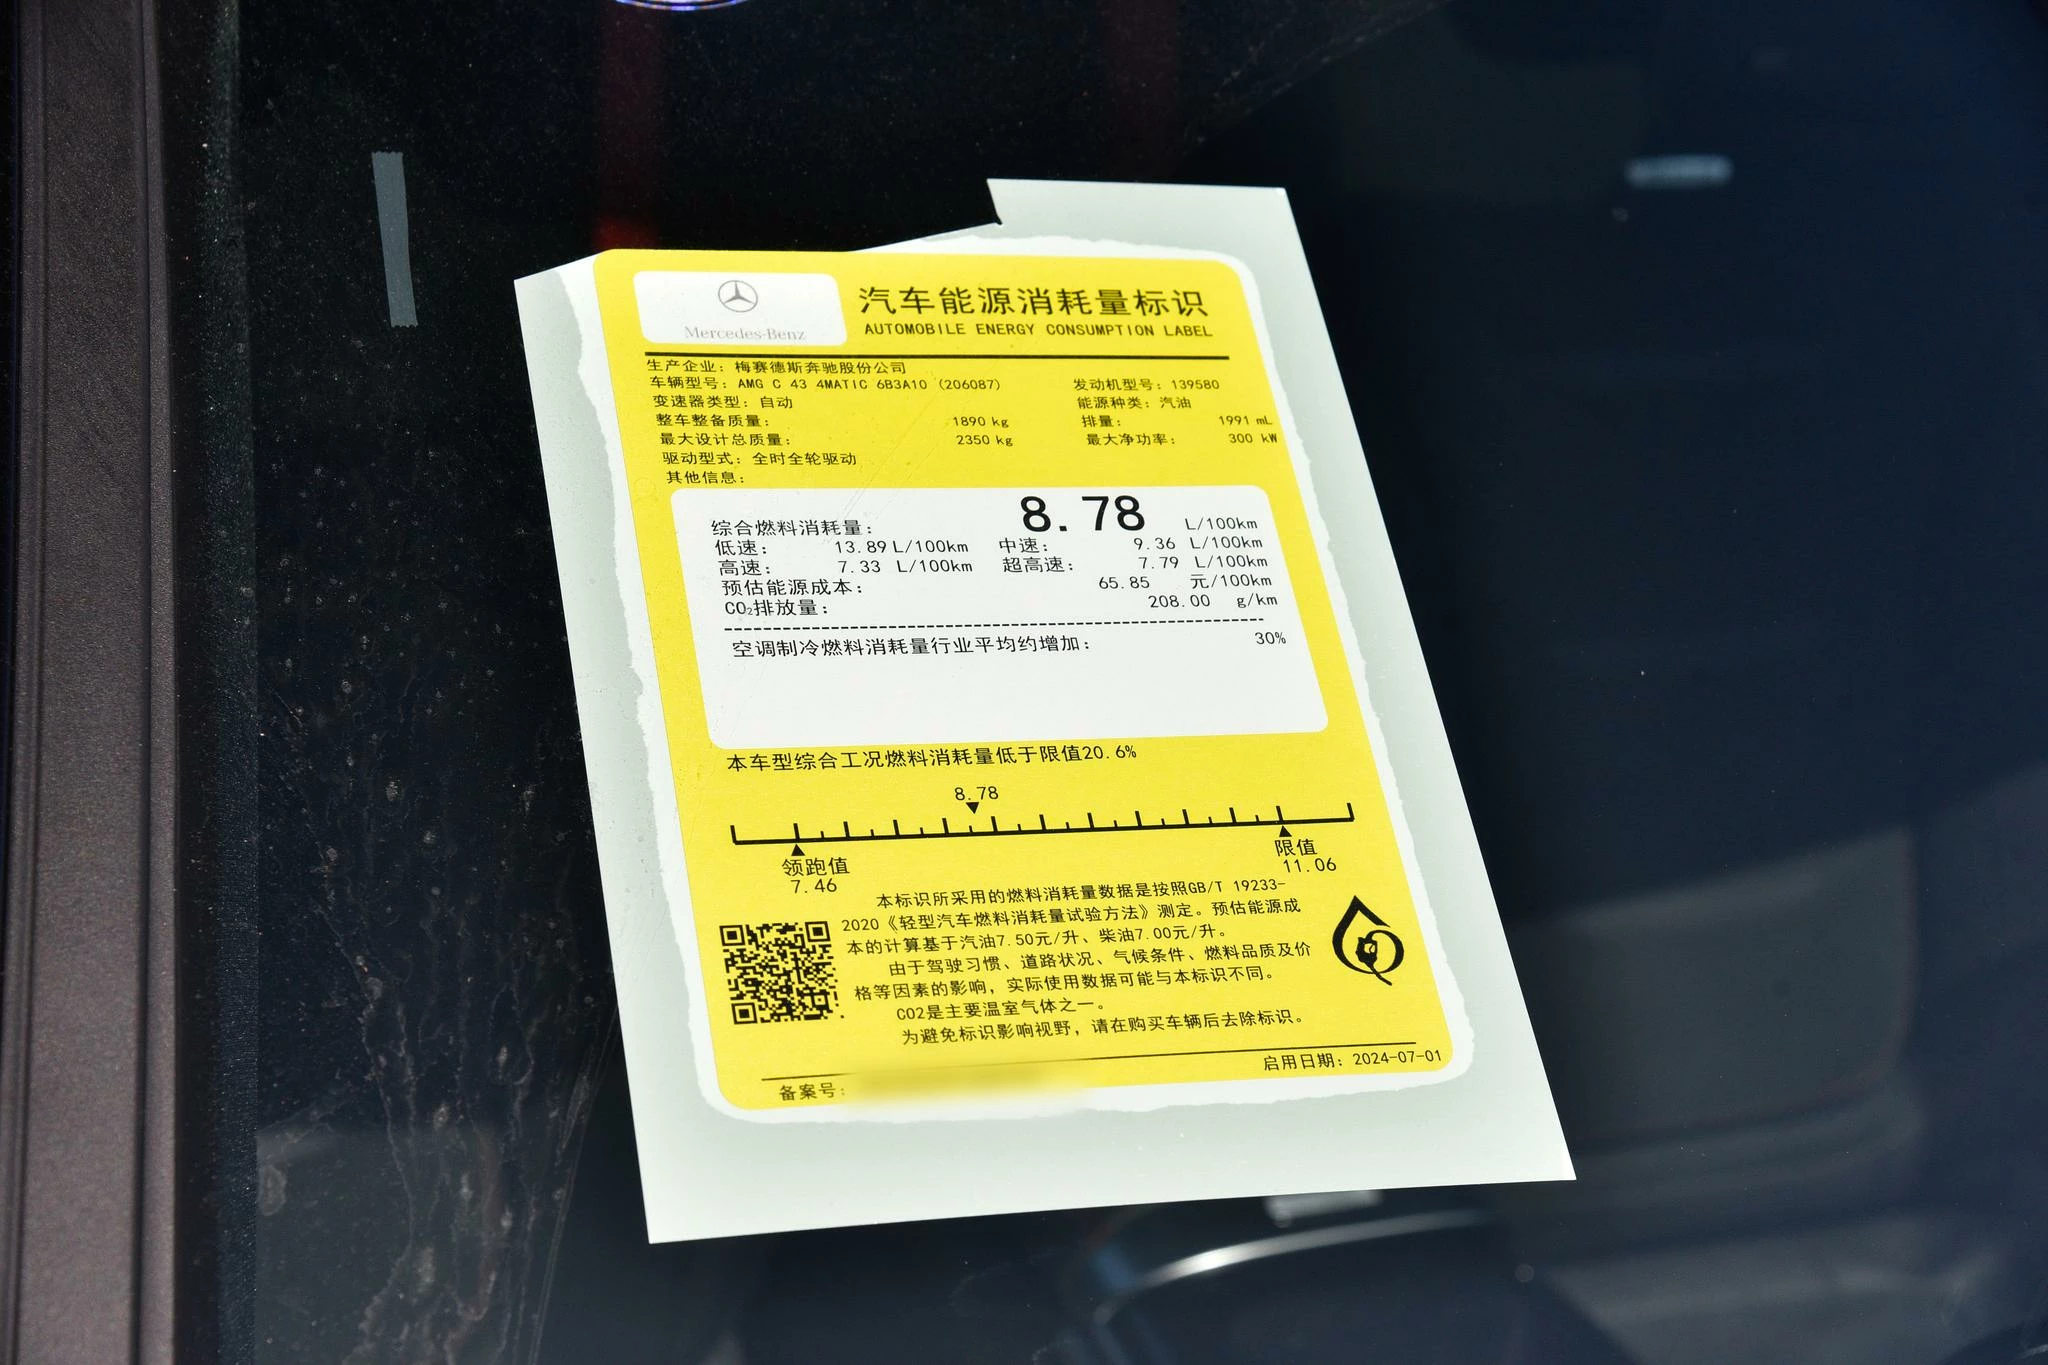 Mercedes-Benz
汽车能源消耗量标识
AUTOMOBILE ENERGY CONSUMPTION LABEL
生产企业：梅赛德斯奔驰股份公司
车辆型号：AMG C 43 4MATIC 6B3A10 (206087) 发动机型号：139580
变速器类型：自动 能源种类：汽油
整车整备质量： 1890 kg 排量： 1991 mL
最大设计总质量： 2350 kg 最大净功率： 300 kW
驱动型式：全时全轮驱动
其他信息：
综合燃料消耗量： 8.78 L/100km
低速： 13.89 L/100km 中速： 9.36 L/100km
高速： 7.33 L/100km 超高速： 7.79 L/100km
预估能源成本： 65.85 元/100km
CO₂排放量： 208.00 g/km
空调制冷燃料消耗量行业平均约增加： 30%
本车型综合工况燃料消耗量低于限值20.6%
8.78
领跑值 限值
7.46 11.06
本标识所采用的燃料消耗量数据是按照GB/T 19233-
2020《轻型汽车燃料消耗量试验方法》测定。预估能源成
本的计算基于汽油7.50元/升、柴油7.00元/升。
由于驾驶习惯、道路状况、气候条件、燃料品质及价
格等因素的影响，实际使用数据可能与本标识不同。
CO2是主要温室气体之一。
为避免标识影响视野，请在购买车辆后去除标识。
备案号： 启用日期：2024-07-01